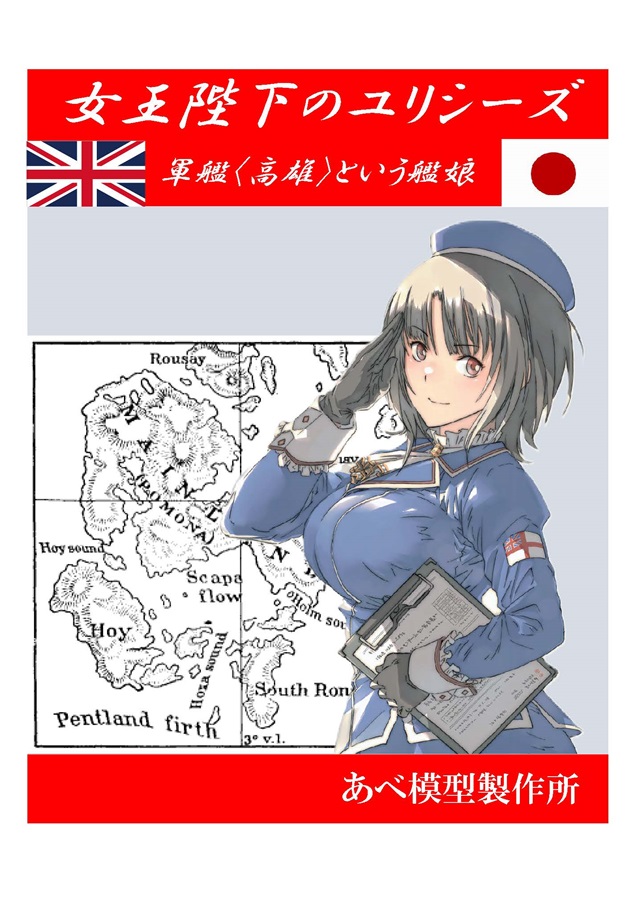 女王陛下のユリシーズ
軍艦〈高雄〉という艦娘
Rousay
MAINL
(POMONA)
Hoy sound
Scapa
flow
Holm sou
Hoy
Hoxa sound
South Ron
Pentland firth
3° v.l.
あべ模型製作所